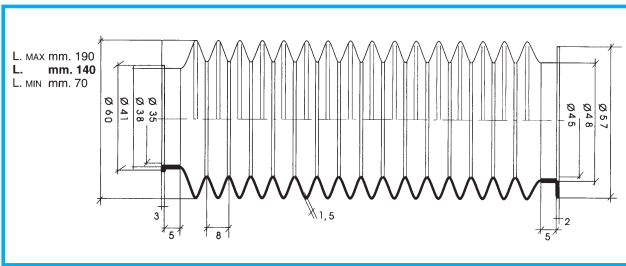 L. MAX mm. 190
L. mm. 140
L. MIN mm. 70
Ø 60
Ø 41
Ø 38
Ø 35
Ø 45
Ø 48
Ø 57
3
5
8
1,5
5
2